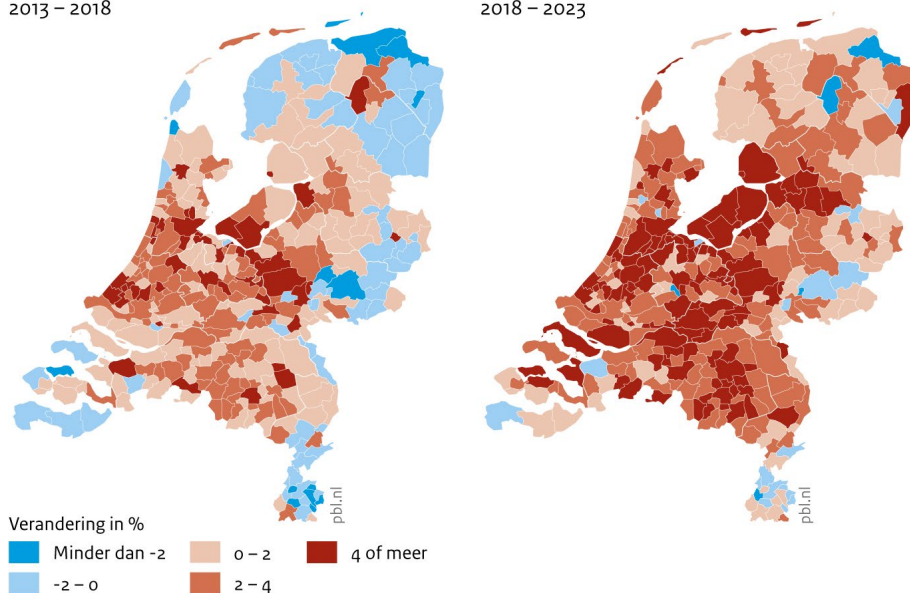 2013 – 2018
2018 – 2023
pbl.nl
pbl.nl
Verandering in %
Minder dan -2
-2 – 0
0 – 2
2 – 4
4 of meer